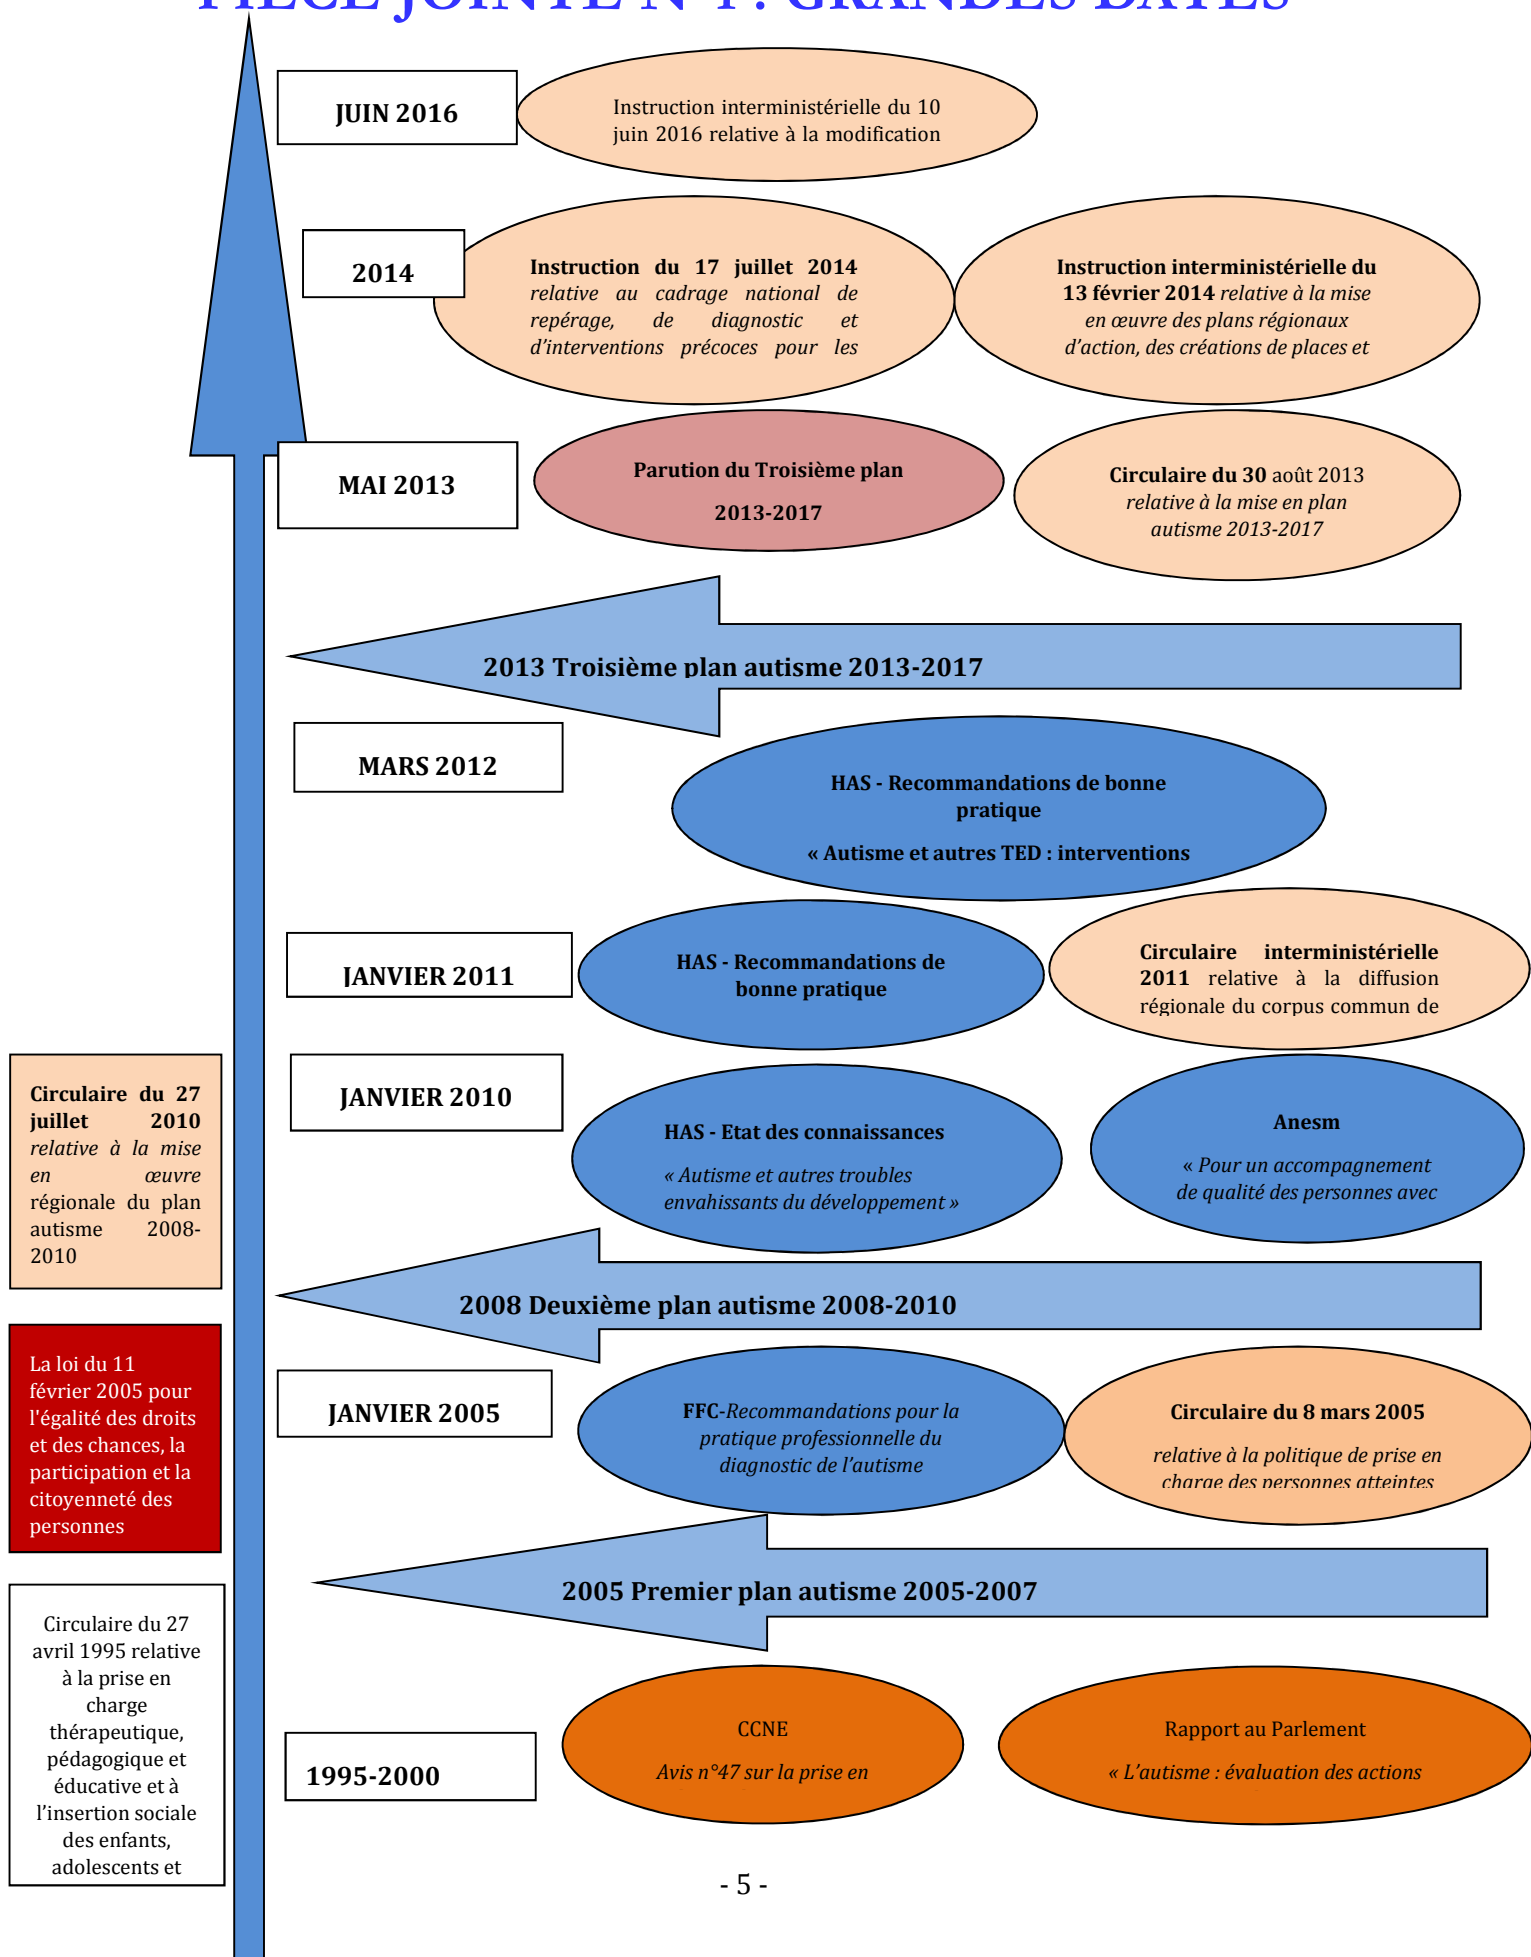 PIÈCE JOINTE N°1 : GRANDES DATES
JUIN 2016
Instruction interministérielle du 10
juin 2016 relative à la modification
2014
Instruction du 17 juillet 2014
relative au cadrage national de
repérage, de diagnostic et
d’interventions précoces pour les
Instruction interministérielle du
13 février 2014 relative à la mise
en œuvre des plans régionaux
d’action, des créations de places et
MAI 2013
Parution du Troisième plan
2013-2017
Circulaire du 30 août 2013
relative à la mise en plan
autisme 2013-2017
2013 Troisième plan autisme 2013-2017
MARS 2012
HAS - Recommandations de bonne
pratique
« Autisme et autres TED : interventions
JANVIER 2011
HAS - Recommandations de
bonne pratique
Circulaire interministérielle
2011 relative à la diffusion
régionale du corpus commun de
Circulaire du 27
juillet 2010
relative à la mise
en œuvre
régionale du plan
autisme 2008-
2010
JANVIER 2010
HAS - Etat des connaissances
« Autisme et autres troubles
envahissants du développement »
Anesm
« Pour un accompagnement
de qualité des personnes avec
2008 Deuxième plan autisme 2008-2010
La loi du 11
février 2005 pour
l'égalité des droits
et des chances, la
participation et la
citoyenneté des
personnes
JANVIER 2005
FFC-Recommandations pour la
pratique professionnelle du
diagnostic de l’autisme
Circulaire du 8 mars 2005
relative à la politique de prise en
charge des personnes atteintes
2005 Premier plan autisme 2005-2007
Circulaire du 27
avril 1995 relative
à la prise en
charge
thérapeutique,
pédagogique et
éducative et à
l’insertion sociale
des enfants,
adolescents et
1995-2000
CCNE
Avis n°47 sur la prise en
Rapport au Parlement
« L’autisme : évaluation des actions
- 5 -